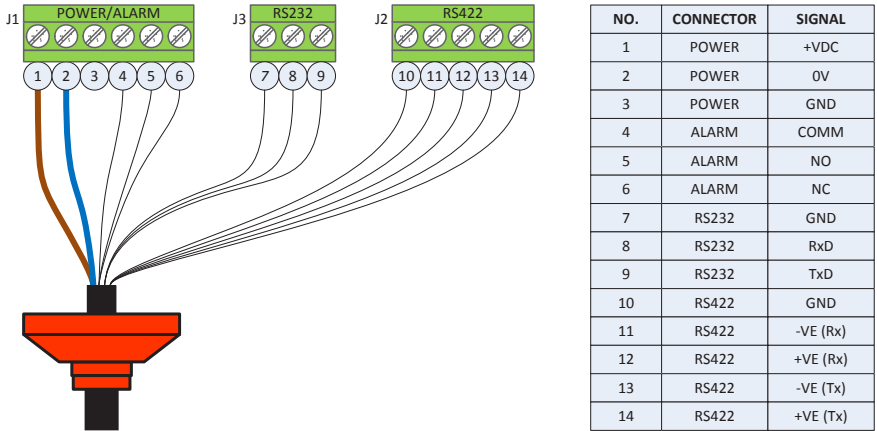 J1 POWER/ALARM
J3 RS232
J2 RS422
1 2 3 4 5 6
7 8 9
10 11 12 13 14
NO. CONNECTOR SIGNAL
1 POWER +VDC
2 POWER 0V
3 POWER GND
4 ALARM COMM
5 ALARM NO
6 ALARM NC
7 RS232 GND
8 RS232 RxD
9 RS232 TxD
10 RS422 GND
11 RS422 -VE (Rx)
12 RS422 +VE (Rx)
13 RS422 -VE (Tx)
14 RS422 +VE (Tx)